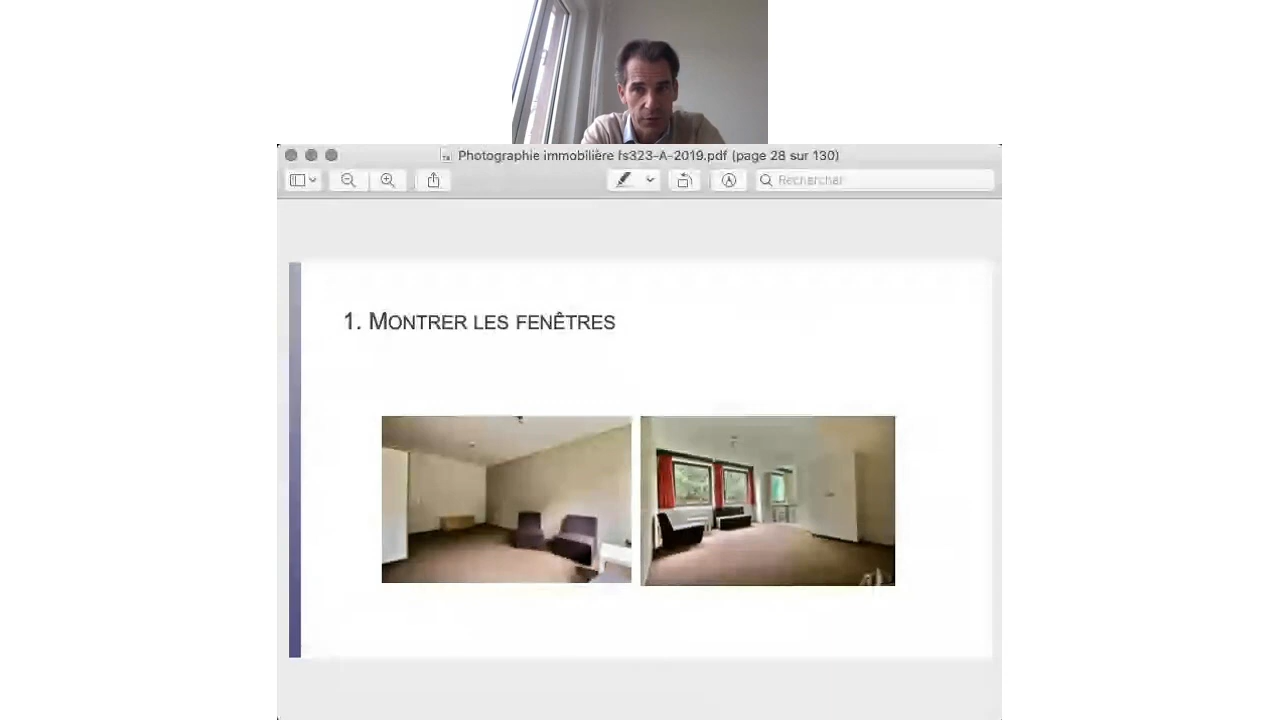 Photographie immobilière fs323-A-2019.pdf (page 28 sur 130)
Rechercher
1. MONTRER LES FENÊTRES